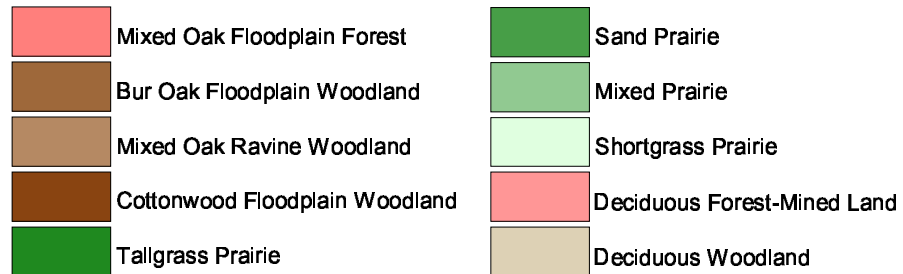 Mixed Oak Floodplain Forest
Bur Oak Floodplain Woodland
Mixed Oak Ravine Woodland
Cottonwood Floodplain Woodland
Tallgrass Prairie
Sand Prairie
Mixed Prairie
Shortgrass Prairie
Deciduous Forest-Mined Land
Deciduous Woodland